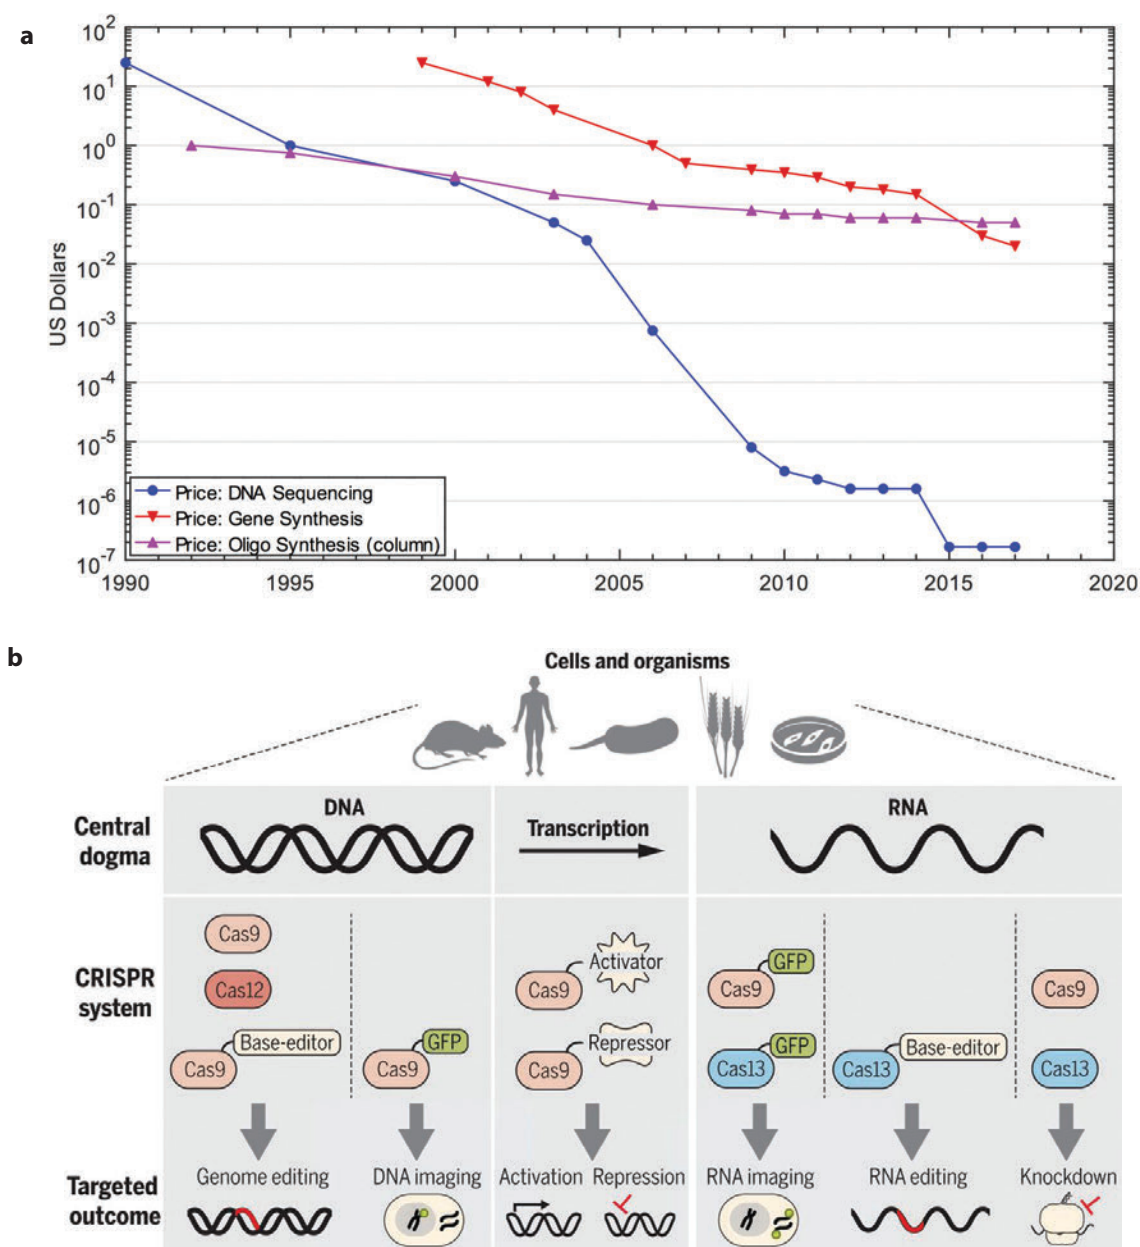 a
US Dollars
10^2
10^1
10^0
10^-1
10^-2
10^-3
10^-4
10^-5
10^-6
10^-7
Price: DNA Sequencing
Price: Gene Synthesis
Price: Oligo Synthesis (column)
1990 1995 2000 2005 2010 2015 2020
b
Cells and organisms
Central
dogma
DNA
Transcription
RNA
CRISPR
system
Cas9
Cas12
Cas9 Base-editor
Cas9 GFP
Cas9 Activator
Cas9 Repressor
Cas9 GFP
Cas13 GFP
Cas13 Base-editor
Cas9
Cas13
Targeted
outcome
Genome editing
DNA imaging
Activation Repression
RNA imaging
RNA editing
Knockdown